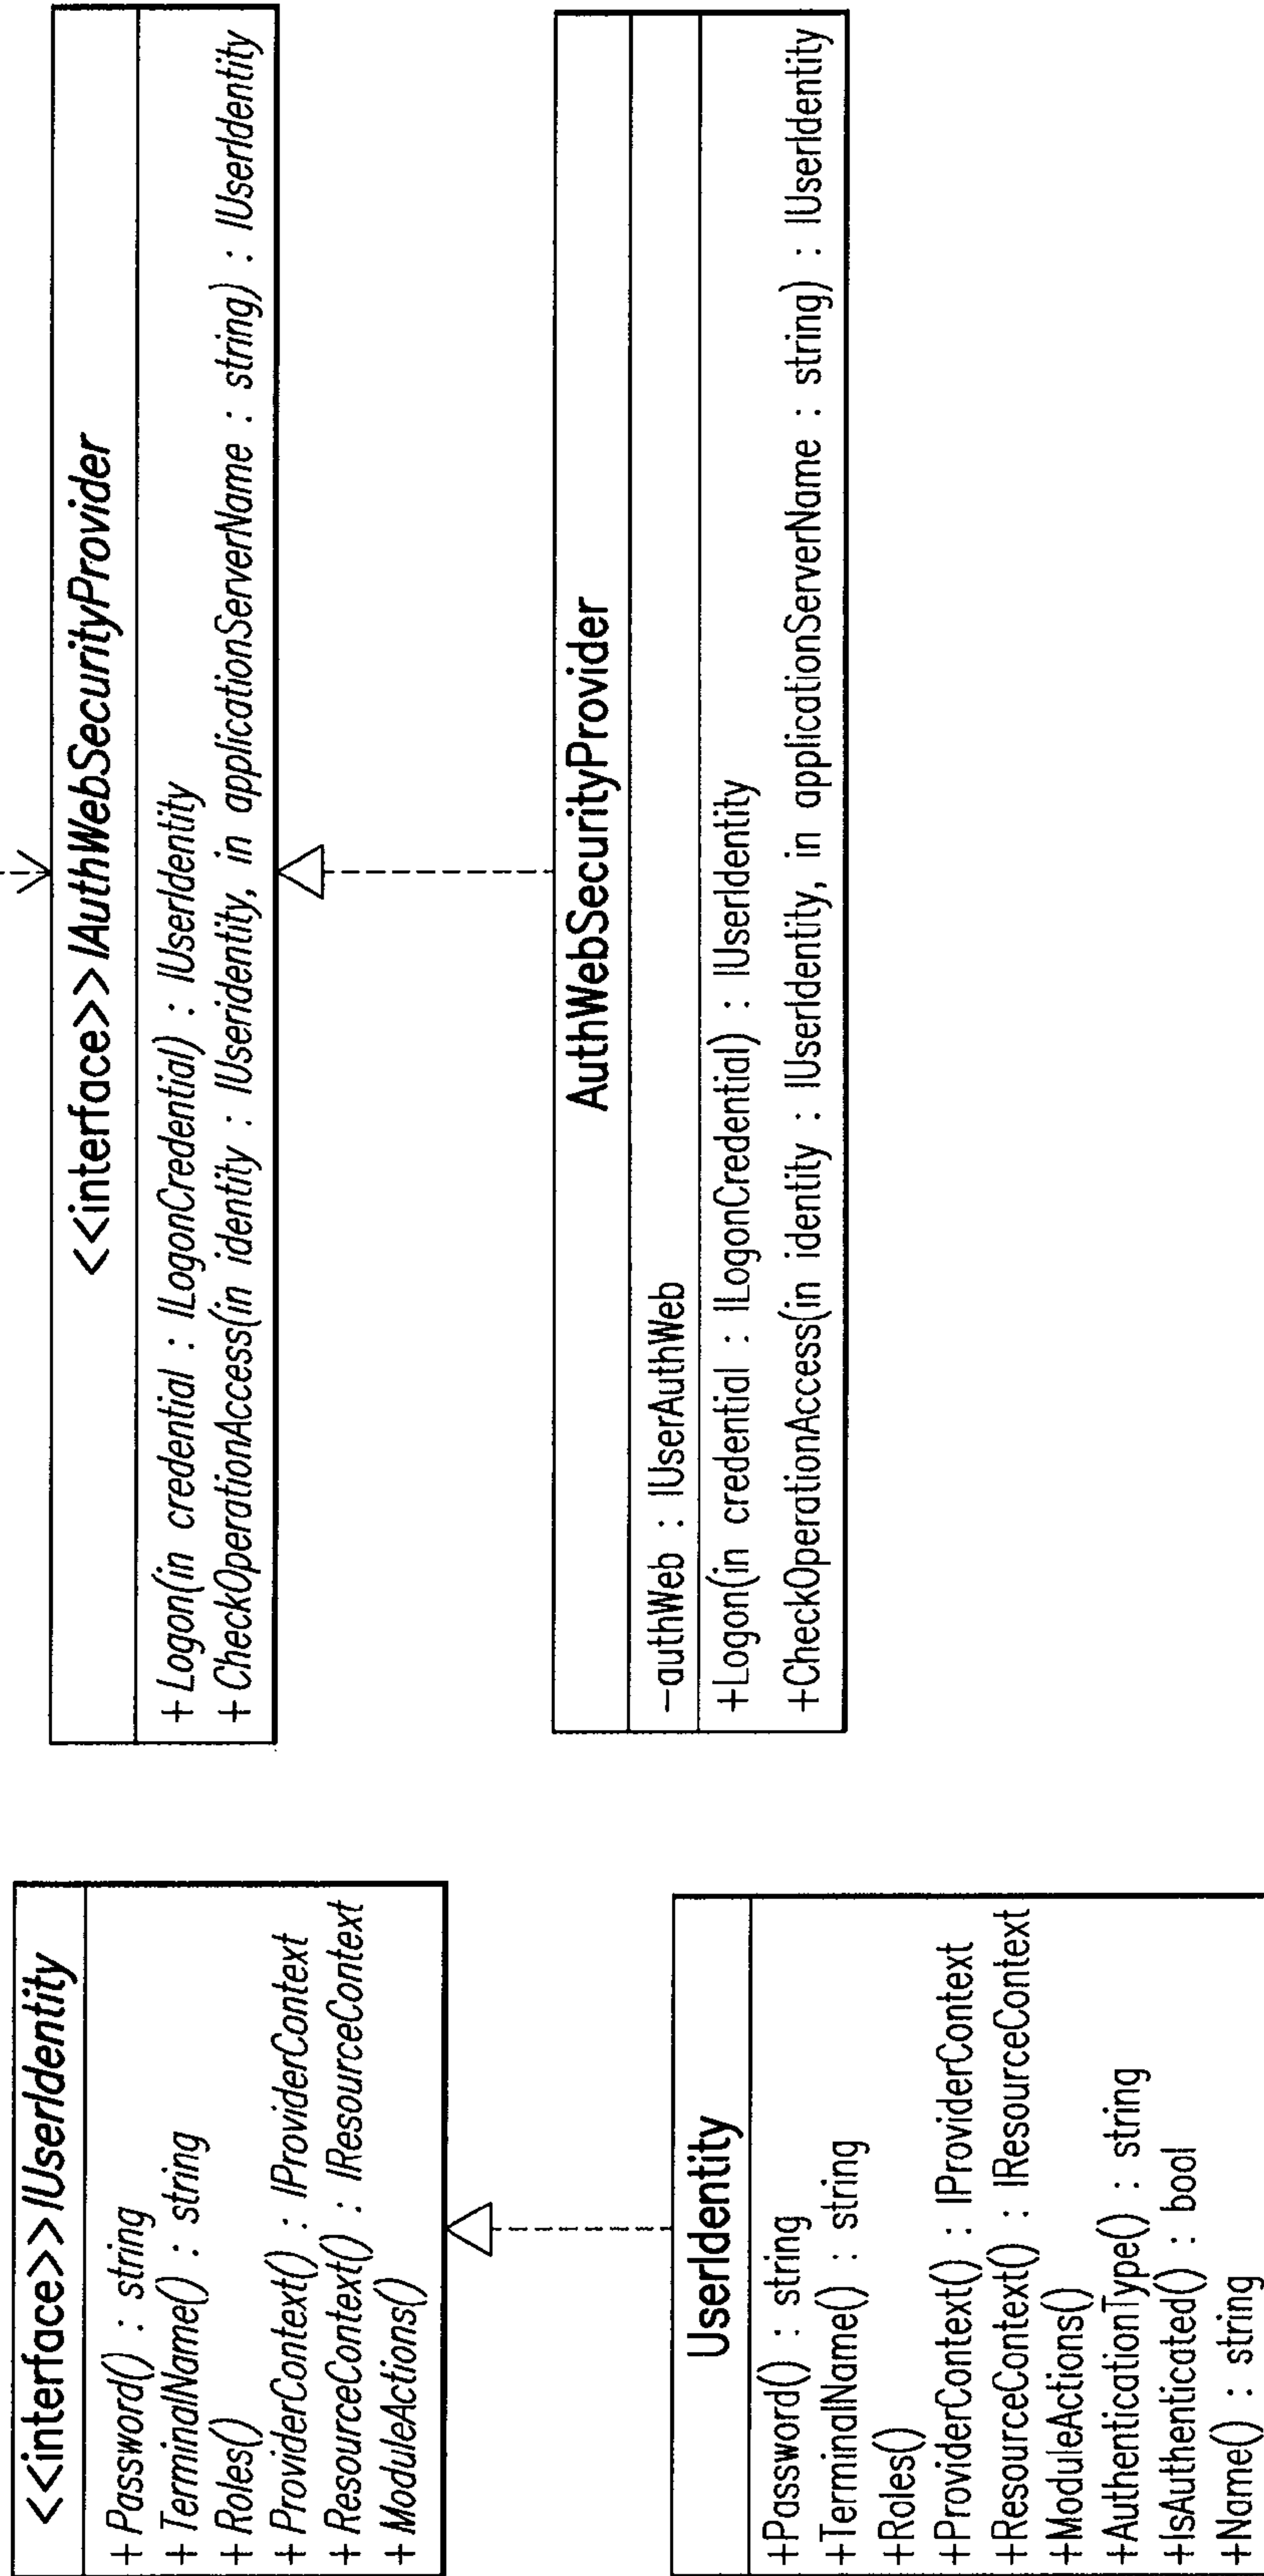 <<interface>> IUserIdentity
+ Password() : string
+ TerminalName() : string
+ Roles()
+ ProviderContext() : IProviderContext
+ ResourceContext() : IResourceContext
+ ModuleActions()
UserIdentity
+Password() : string
+TerminalName() : string
+Roles()
+ProviderContext() : IProviderContext
+ResourceContext() : IResourceContext
+ModuleActions()
+AuthenticationType() : string
+IsAuthenticated() : bool
+Name() : string
<<interface>> IAuthWebSecurityProvider
+ Logon(in credential : ILogonCredential) : IUserIdentity
+ CheckOperationAccess(in identity : IUseridentity, in applicationServerName : string) : IUserIdentity
AuthWebSecurityProvider
-authWeb : IUserAuthWeb
+Logon(in credential : ILogonCredential) : IUserIdentity
+CheckOperationAccess(in identity : IUserIdentity, in applicationServerName : string) : IUserIdentity